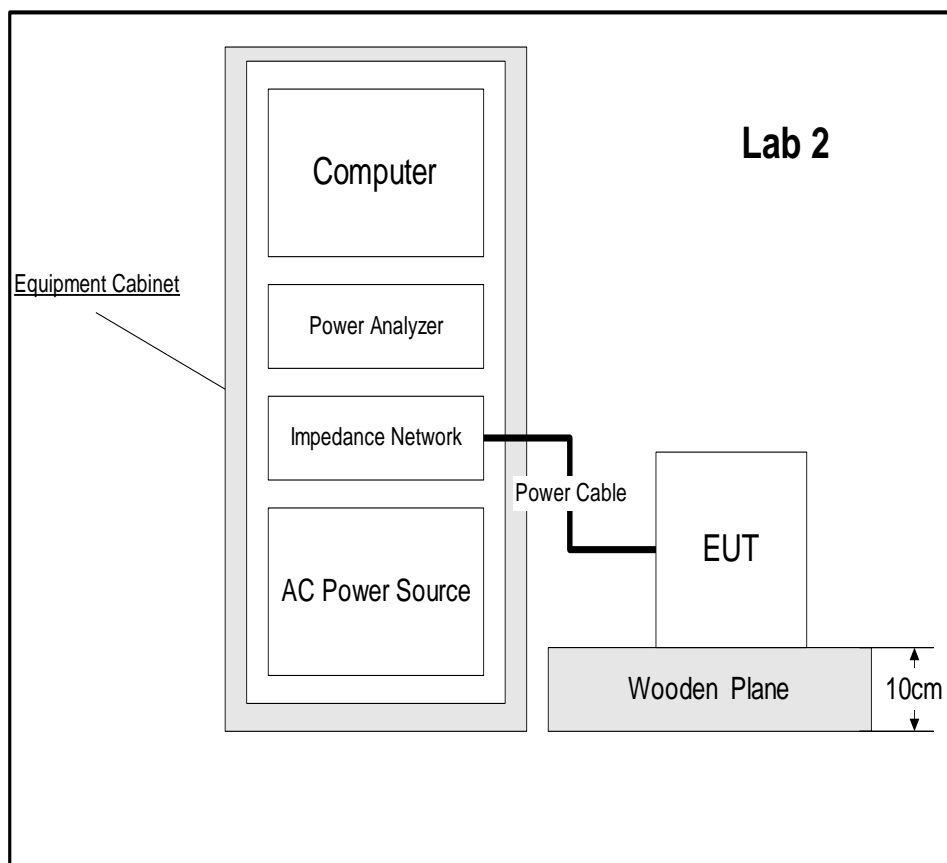 Lab 2
Computer
Equipment Cabinet
Power Analyzer
Impedance Network
Power Cable
EUT
AC Power Source
Wooden Plane
10cm